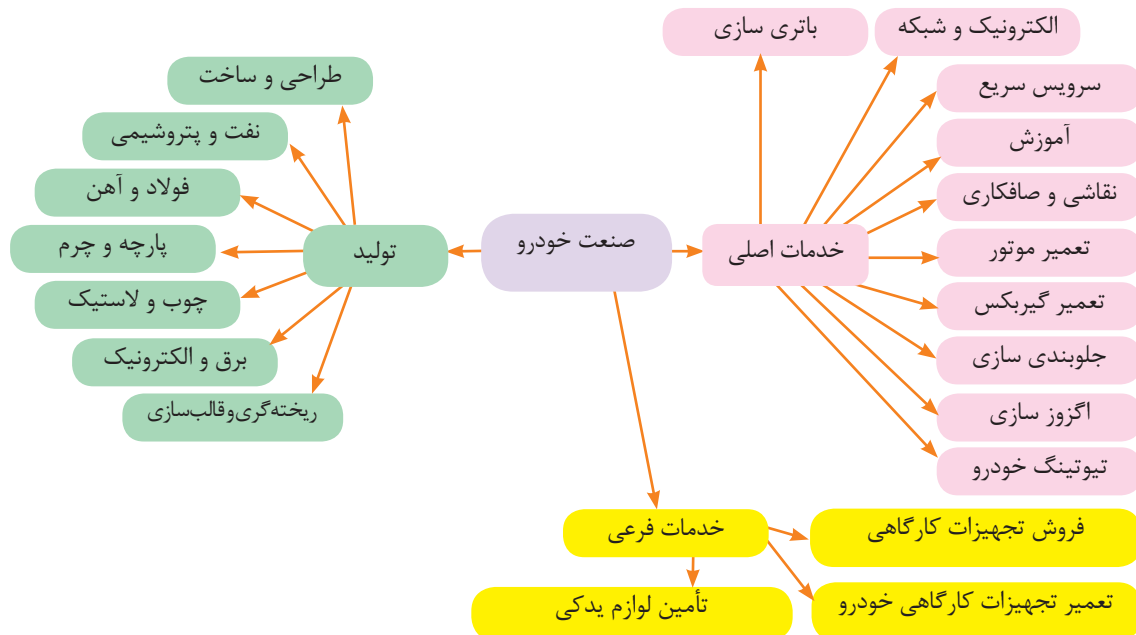 صنعت خودرو
خدمات اصلی
باتری سازی
الکترونیک و شبکه
سرویس سریع
آموزش
نقاشی و صافکاری
تعمیر موتور
تعمیر گیربکس
جلوبندی سازی
اگزوز سازی
تیوتینگ خودرو
تولید
طراحی و ساخت
نفت و پتروشیمی
فولاد و آهن
پارچه و چرم
چوب و لاستیک
برق و الکترونیک
ریخته‌گری‌وقالب‌سازی
خدمات فرعی
فروش تجهیزات کارگاهی
تعمیر تجهیزات کارگاهی خودرو
تأمین لوازم یدکی